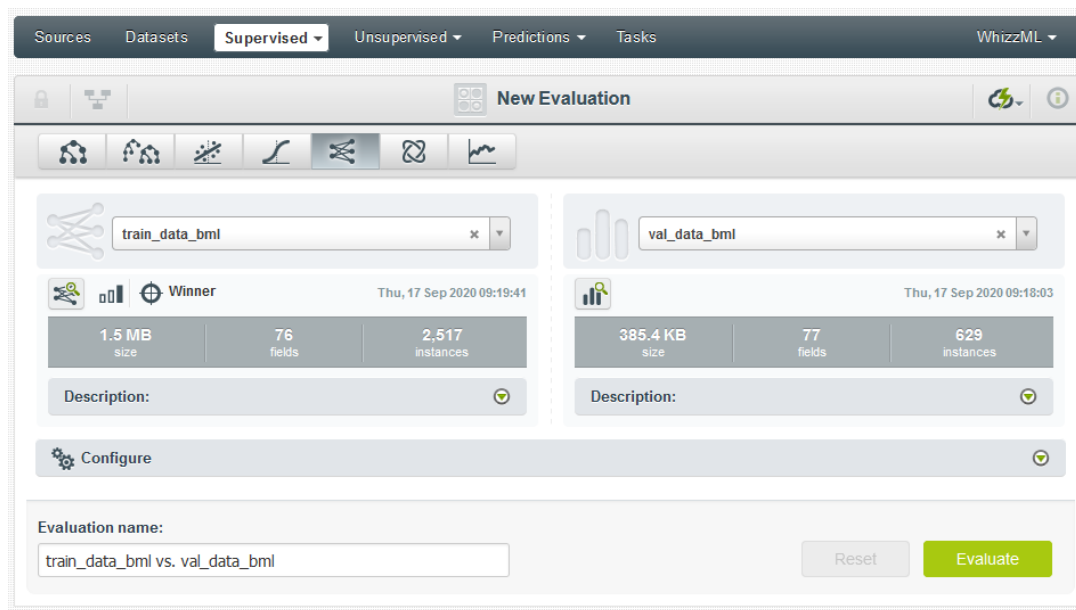 Sources Datasets Supervised Unsupervised Predictions Tasks WhizzML
New Evaluation
train_data_bml
val_data_bml
Winner Thu, 17 Sep 2020 09:19:41
Thu, 17 Sep 2020 09:18:03
1.5 MB 76 2,517
size fields instances
385.4 KB 77 629
size fields instances
Description:
Description:
Configure
Evaluation name:
train_data_bml vs. val_data_bml
Reset Evaluate